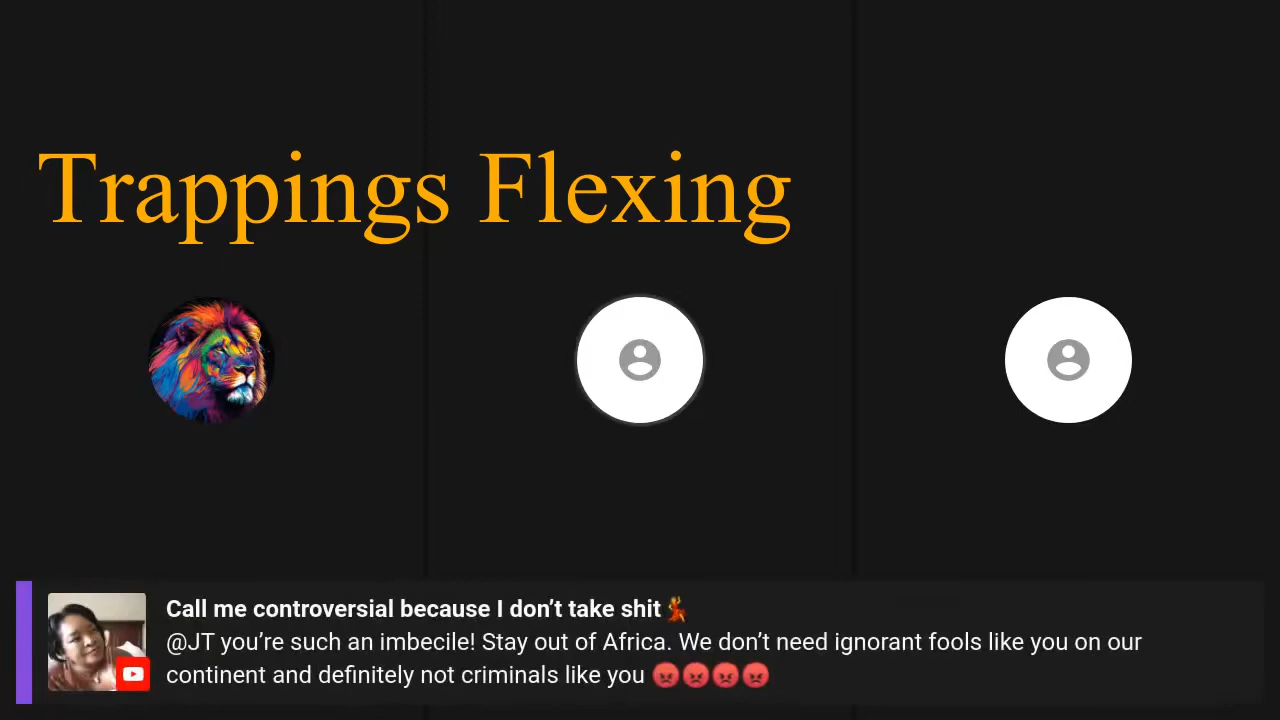 Trappings Flexing
Call me controversial because I don’t take shit💃
@JT you’re such an imbecile! Stay out of Africa. We don’t need ignorant fools like you on our
continent and definitely not criminals like you 😡😡😡😡